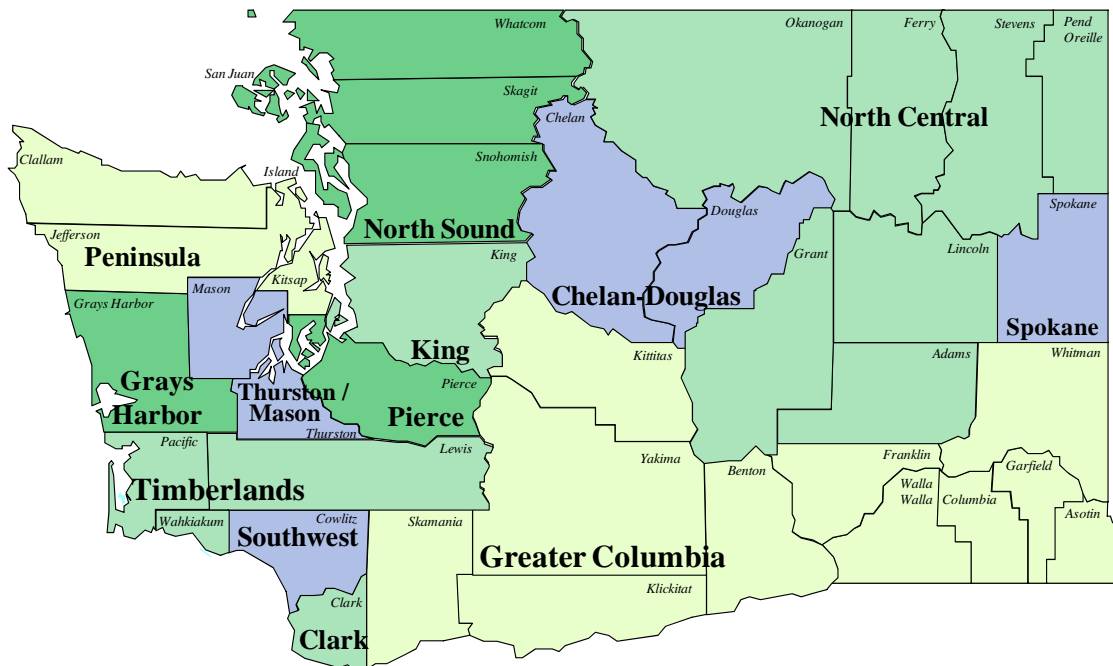 Whatcom
Okanogan
Ferry
Stevens
Pend
Oreille
San Juan
Skagit
Chelan
North Central
Snohomish
Clallam
Island
Douglas
Spokane
North Sound
Jefferson
Peninsula
King
Grant
Lincoln
Mason
Kitsap
Grays Harbor
Chelan-Douglas
Spokane
King
Kittitas
Adams
Whitman
Grays
Harbor
Thurston /
Mason
Pierce
Pierce
Thurston
Pacific
Lewis
Yakima
Benton
Franklin
Garfield
Walla
Walla
Columbia
Asotin
Timberlands
Wahkiakum
Cowlitz
Southwest
Skamania
Greater Columbia
Klickitat
Clark
Clark